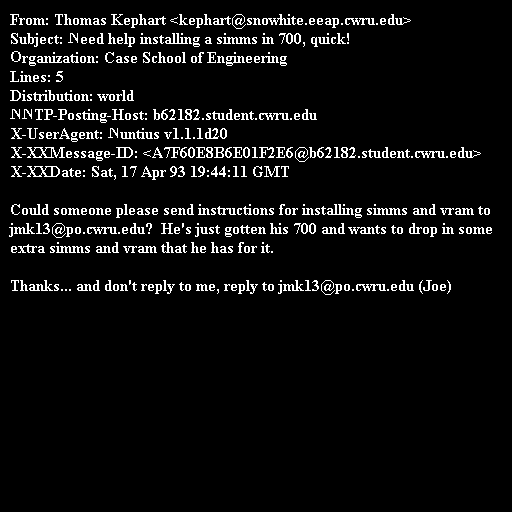 From: Thomas Kephart <kephart@snowhite.eeap.cwru.edu>
Subject: Need help installing a simms in 700, quick!
Organization: Case School of Engineering
Lines: 5
Distribution: world
NNTP-Posting-Host: b62182.student.cwru.edu
X-UserAgent: Nuntius v1.1.1d20
X-XXMessage-ID: <A7F60E8B6E01F2E6@b62182.student.cwru.edu>
X-XXDate: Sat, 17 Apr 93 19:44:11 GMT

Could someone please send instructions for installing simms and vram to
jmk13@po.cwru.edu?  He's just gotten his 700 and wants to drop in some
extra simms and vram that he has for it.

Thanks... and don't reply to me, reply to jmk13@po.cwru.edu (Joe)